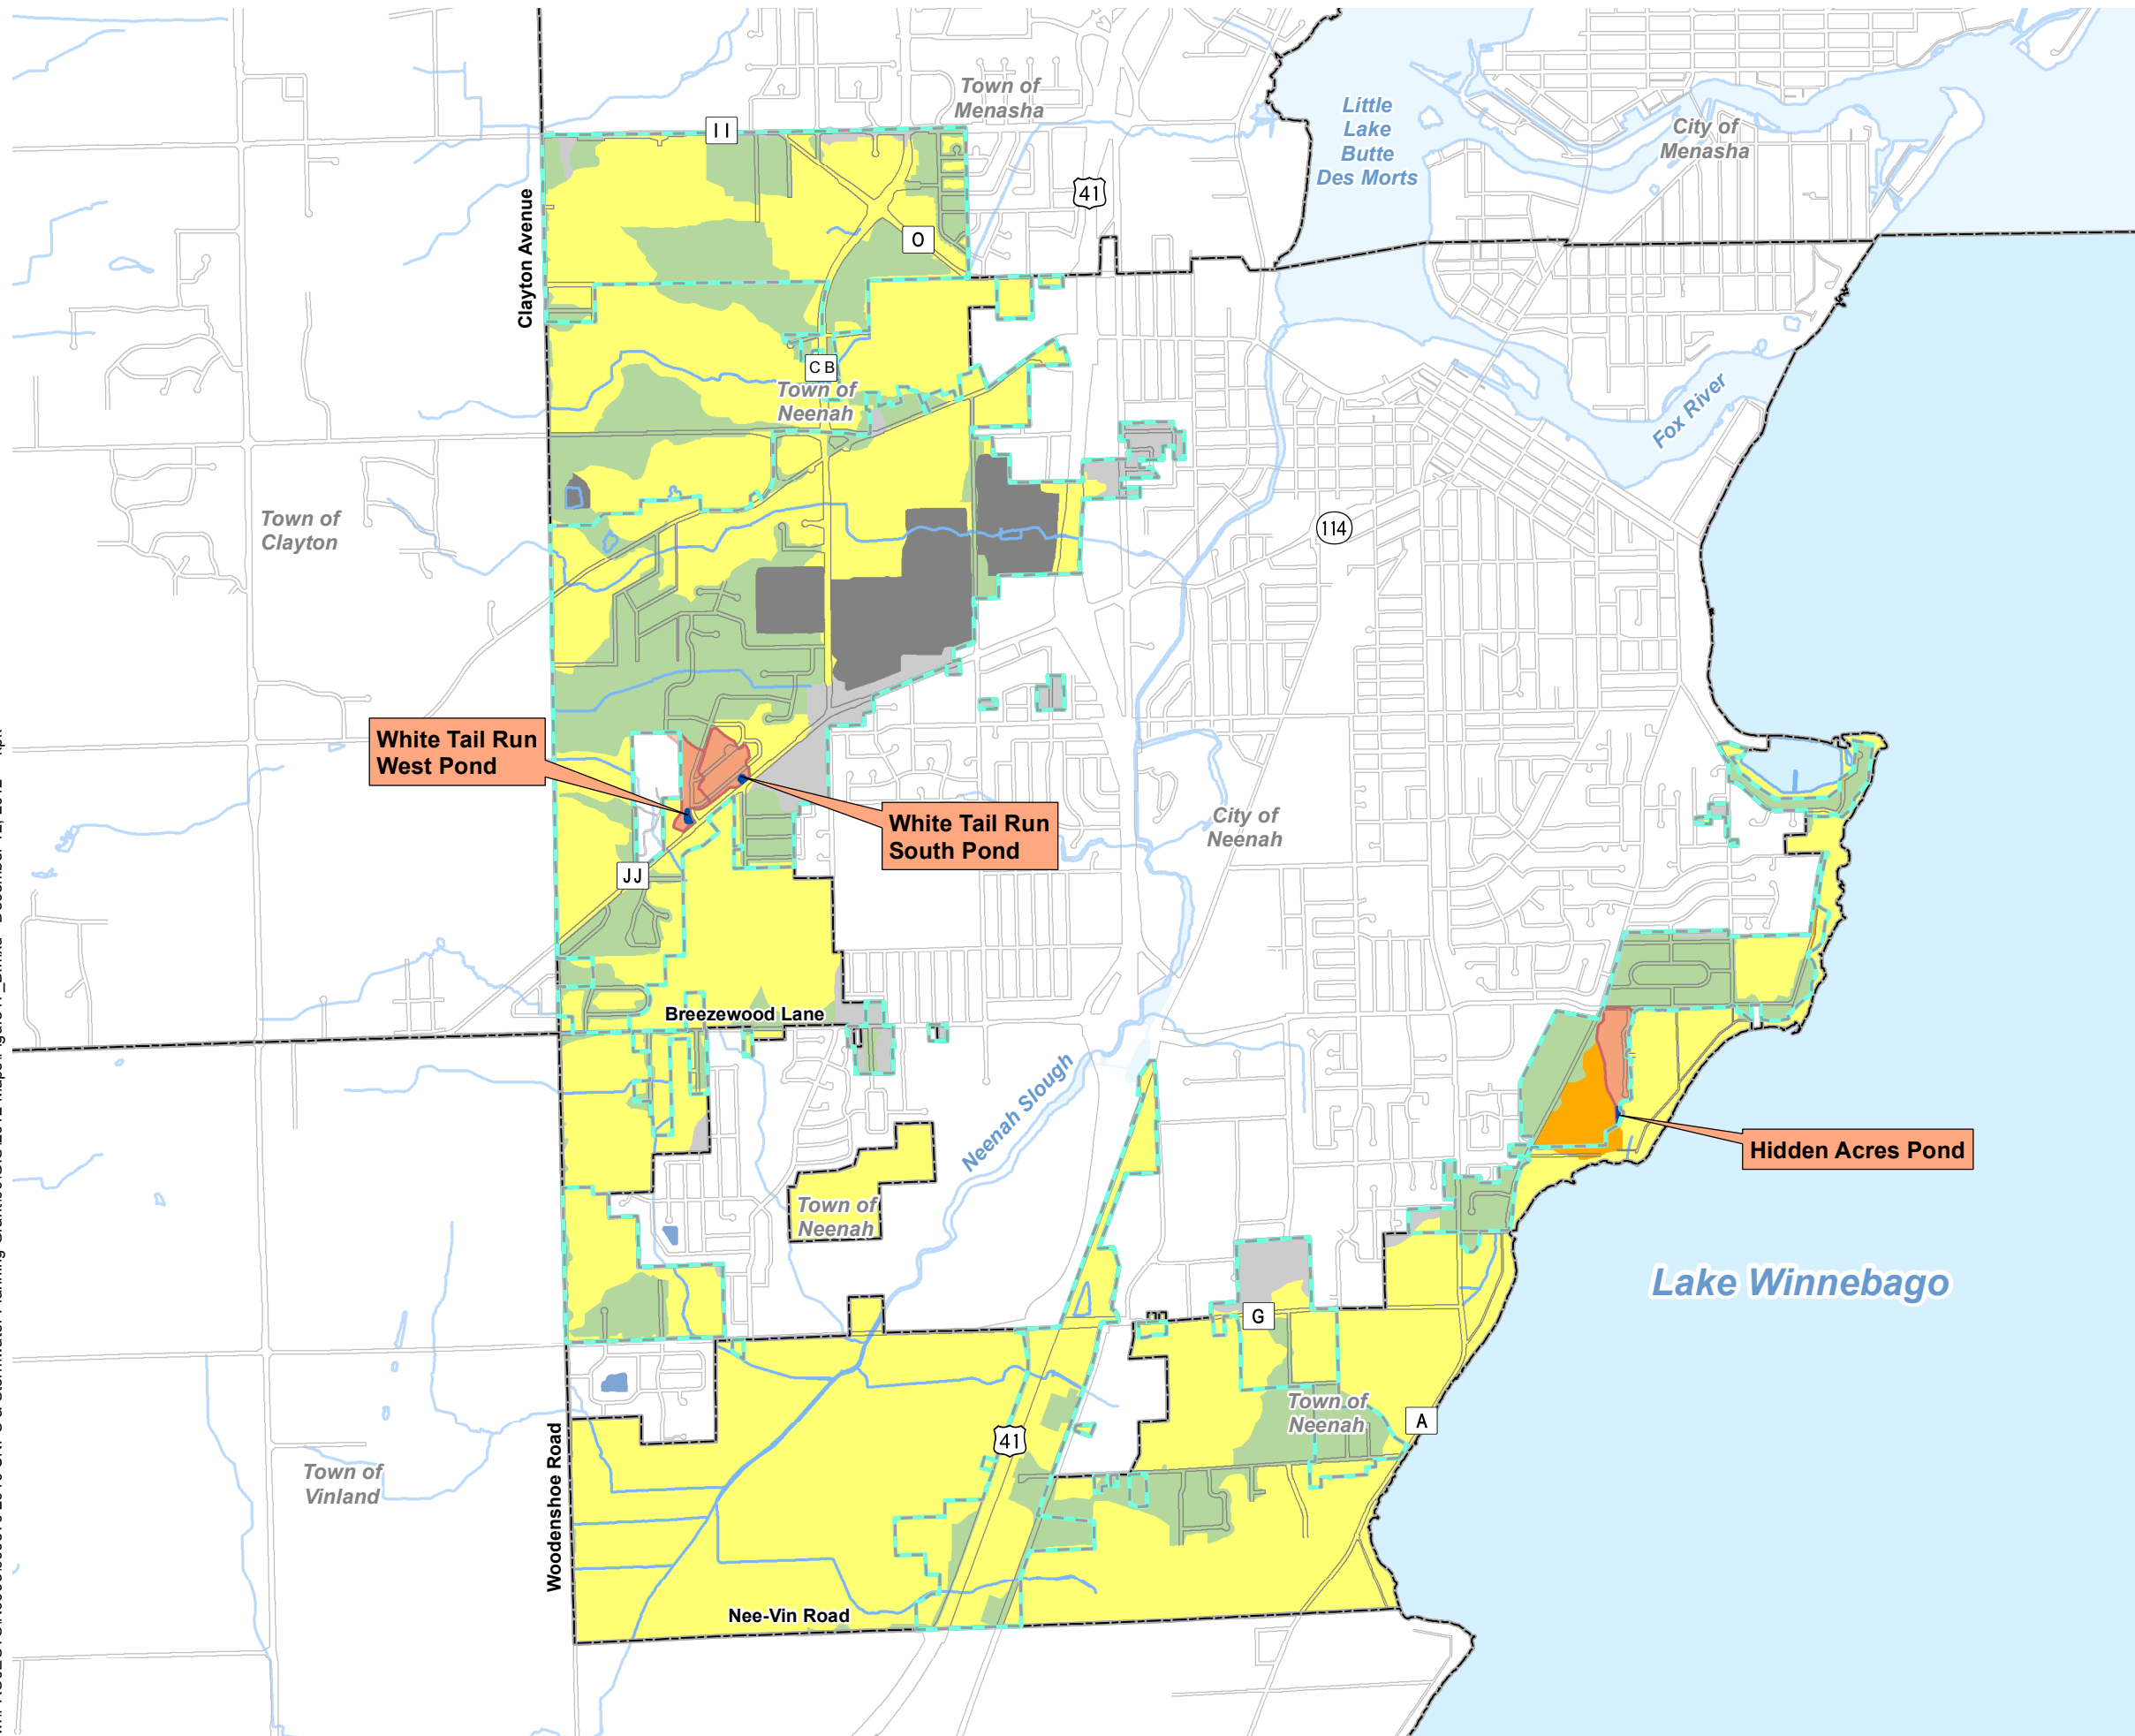 Town of
Menasha
Little
Lake
Butte
Des Morts
City of
Menasha
II
41
Clayton Avenue
O
CB
Town of
Neenah
Fox River
Town of
Clayton
114
White Tail Run
West Pond
White Tail Run
South Pond
City of
Neenah
JJ
Breezewood Lane
Neenah Slough
Hidden Acres Pond
Town of
Neenah
Lake Winnebago
G
Town of
Neenah
A
41
Town of
Vinland
Woodenshoe Road
Nee-Vin Road